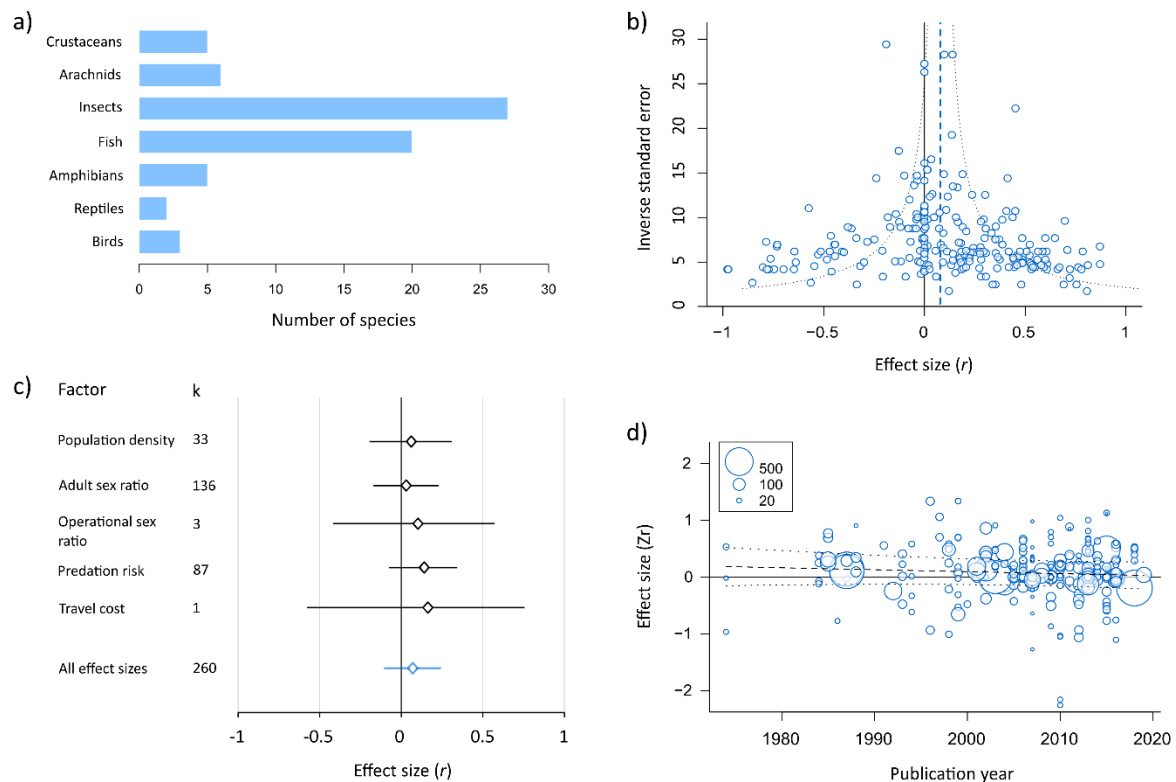 a)
Crustaceans
Arachnids
Insects
Fish
Amphibians
Reptiles
Birds
0 5 10 15 20 25 30
Number of species
b)
30
25
20
15
10
5
0
Inverse standard error
−1 −0.5 0 0.5 1
Effect size (r)
c)
Factor k
Population density 33
Adult sex ratio 136
Operational sex
ratio 3
Predation risk 87
Travel cost 1
All effect sizes 260
-1 -0.5 0 0.5 1
Effect size (r)
d)
500
100
20
2
1
0
−1
−2
Effect size (Zr)
1980 1990 2000 2010 2020
Publication year